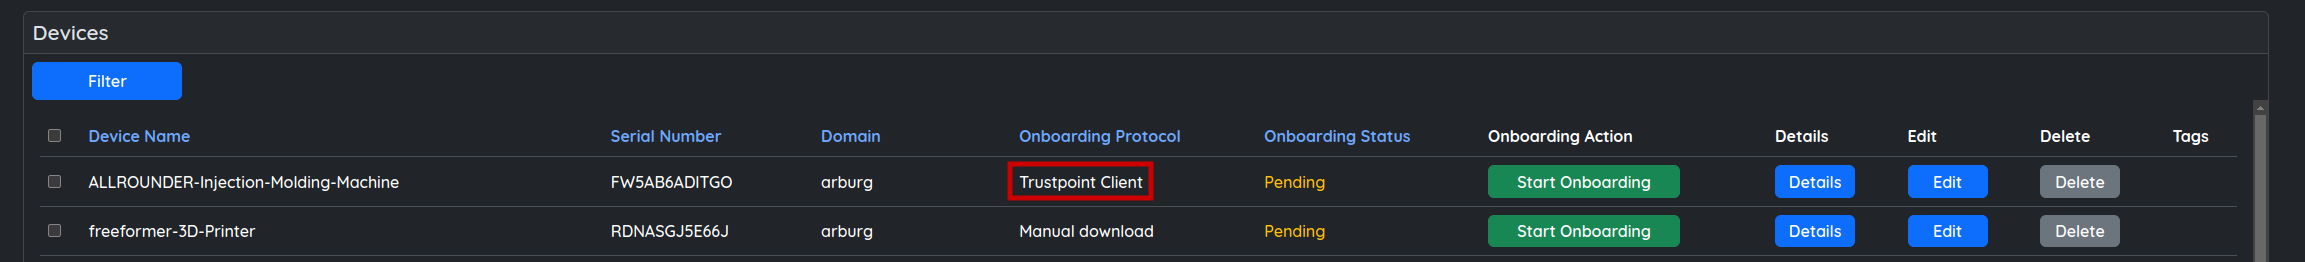 Devices
Filter
Device Name Serial Number Domain Onboarding Protocol Onboarding Status Onboarding Action Details Edit Delete Tags
ALLROUNDER-Injection-Molding-Machine FW5AB6ADITGO arburg Trustpoint Client Pending Start Onboarding Details Edit Delete
freeformer-3D-Printer RDNASGJ5E66J arburg Manual download Pending Start Onboarding Details Edit Delete